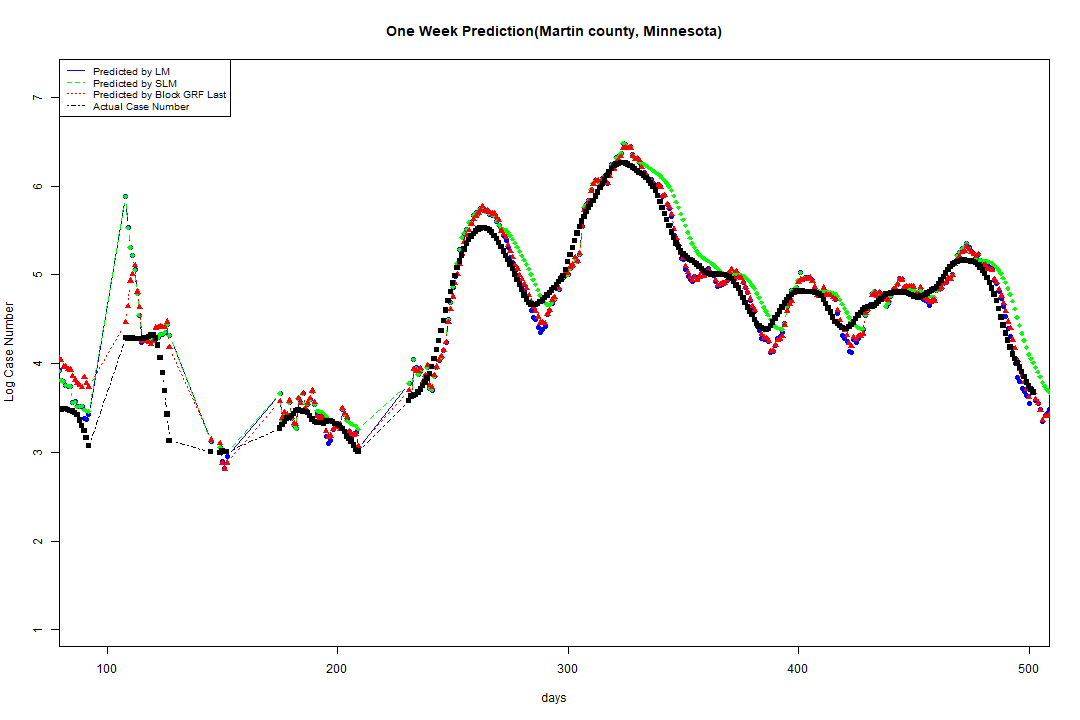 One Week Prediction(Martin county, Minnesota)
Predicted by LM
Predicted by SLM
Predicted by Block GRF Last
Actual Case Number
Log Case Number
7
6
5
4
3
2
1
100 200 300 400 500
days